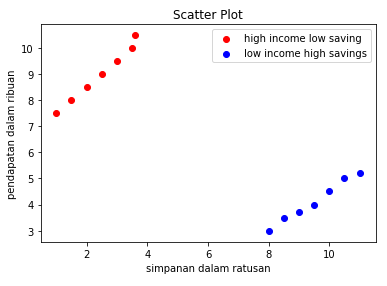 Scatter Plot
high income low saving
low income high savings
pendapatan dalam ribuan
10
9
8
7
6
5
4
3
2
4
6
8
10
simpanan dalam ratusan